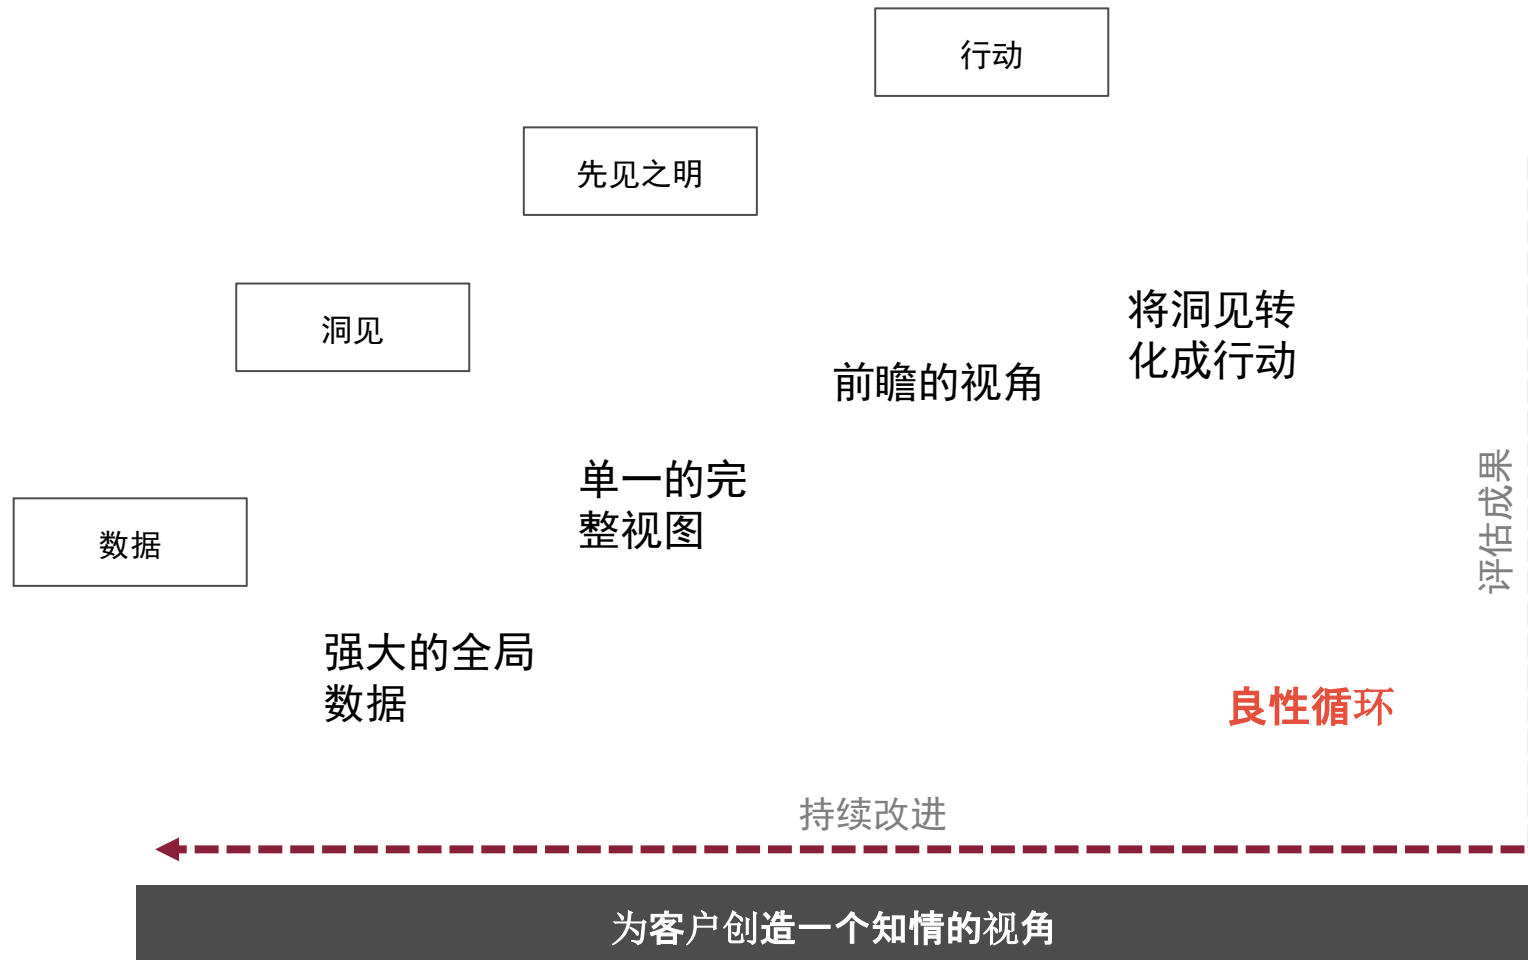 行动
先见之明
洞见
将洞见转
化成行动
前瞻的视角
单一的完
整视图
数据
评估成果
强大的全局
数据
良性循环
持续改进
为客户创造一个知情的视角